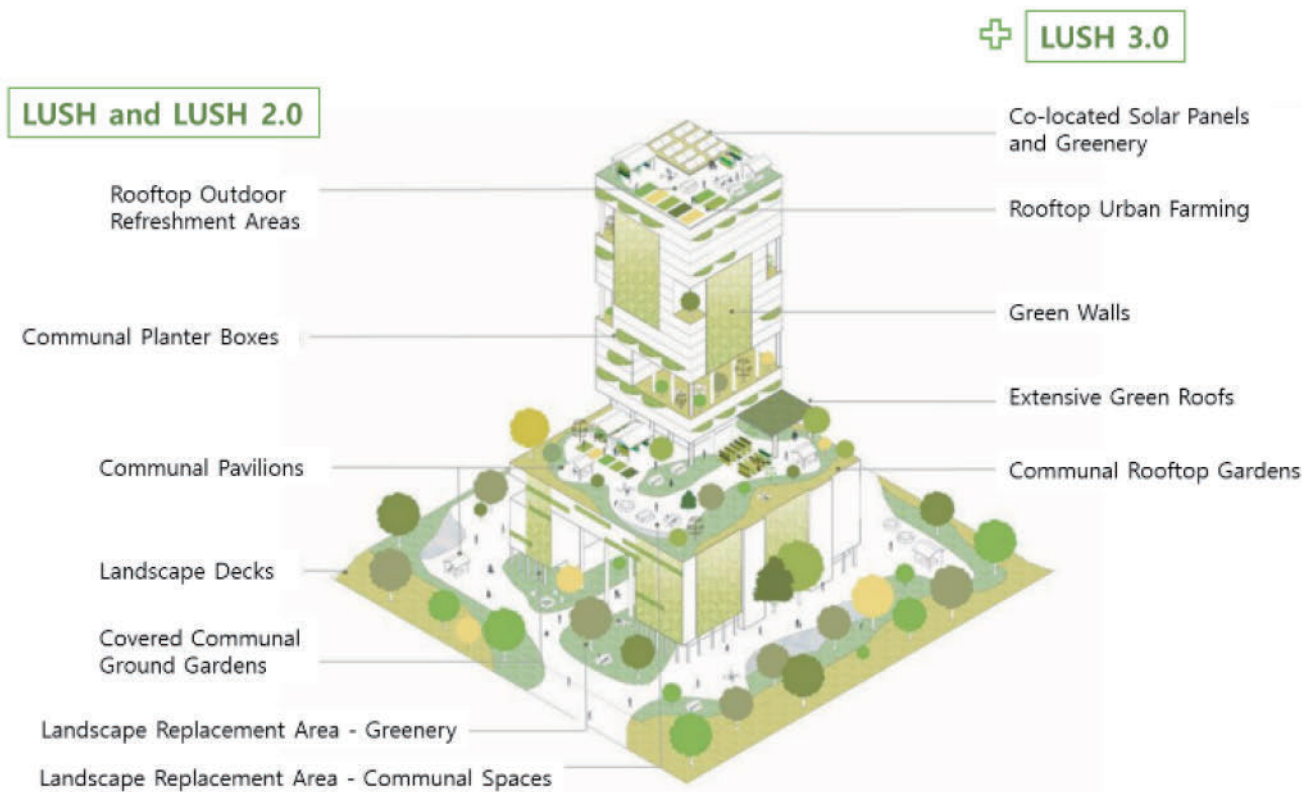 LUSH and LUSH 2.0
Rooftop Outdoor
Refreshment Areas
Communal Planter Boxes
Communal Pavilions
Landscape Decks
Covered Communal
Ground Gardens
Landscape Replacement Area - Greenery
Landscape Replacement Area - Communal Spaces
LUSH 3.0
Co-located Solar Panels
and Greenery
Rooftop Urban Farming
Green Walls
Extensive Green Roofs
Communal Rooftop Gardens